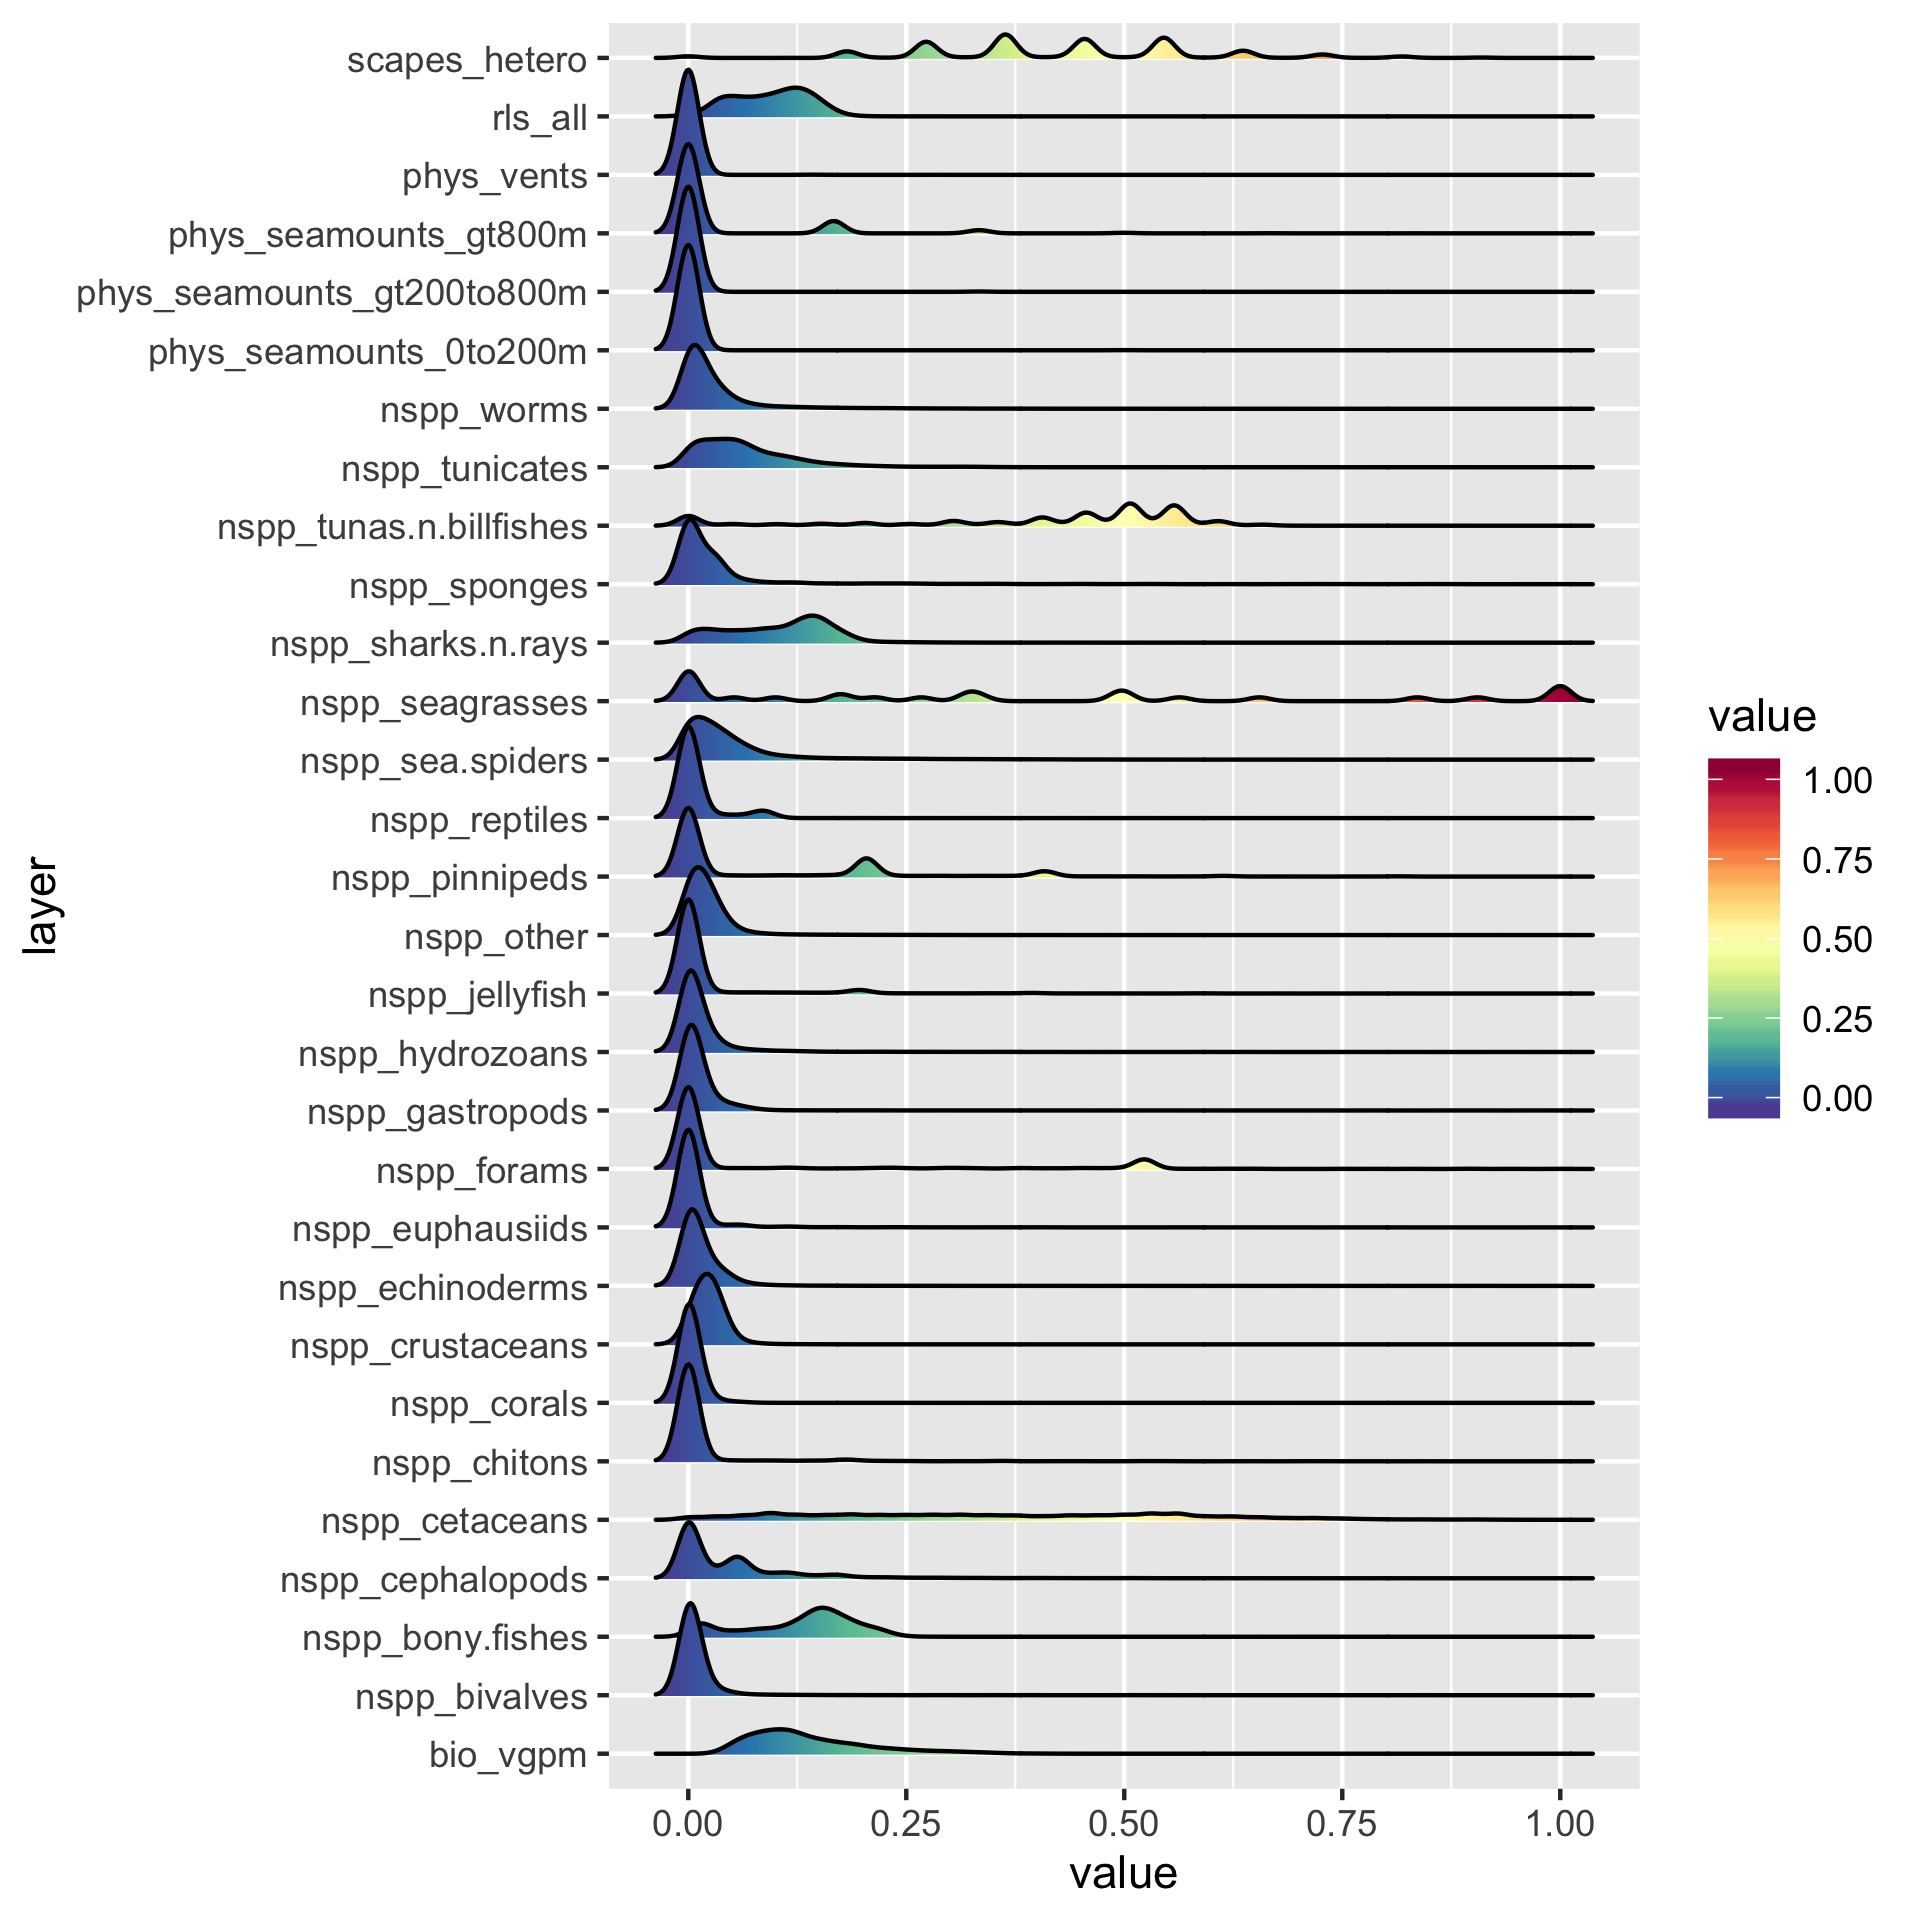 scapes_hetero
rls_all
phys_vents
phys_seamounts_gt800m
phys_seamounts_gt200to800m
phys_seamounts_0to200m
nspp_worms
nspp_tunicates
nspp_tunas.n.billfishes
nspp_sponges
nspp_sharks.n.rays
nspp_seagrasses
nspp_sea.spiders
nspp_reptiles
nspp_pinnipeds
nspp_other
nspp_jellyfish
nspp_hydrozoans
nspp_gastropods
nspp_forams
nspp_euphausiids
nspp_echinoderms
nspp_crustaceans
nspp_corals
nspp_chitons
nspp_cetaceans
nspp_cephalopods
nspp_bony.fishes
nspp_bivalves
bio_vgpm
layer
0.00 0.25 0.50 0.75 1.00
value
value
1.00
0.75
0.50
0.25
0.00